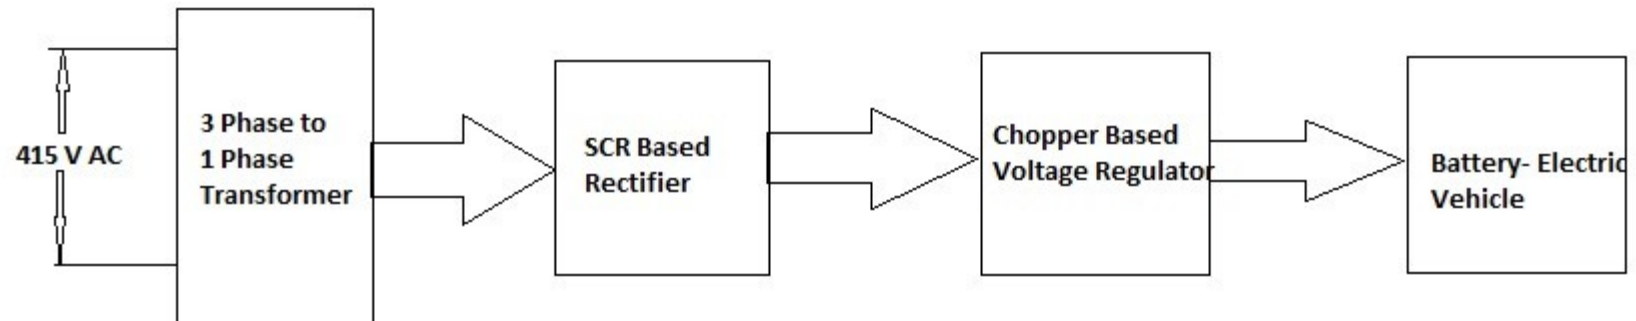 415 V AC
3 Phase to
1 Phase
Transformer
SCR Based
Rectifier
Chopper Based
Voltage Regulator
Battery- Electric
Vehicle